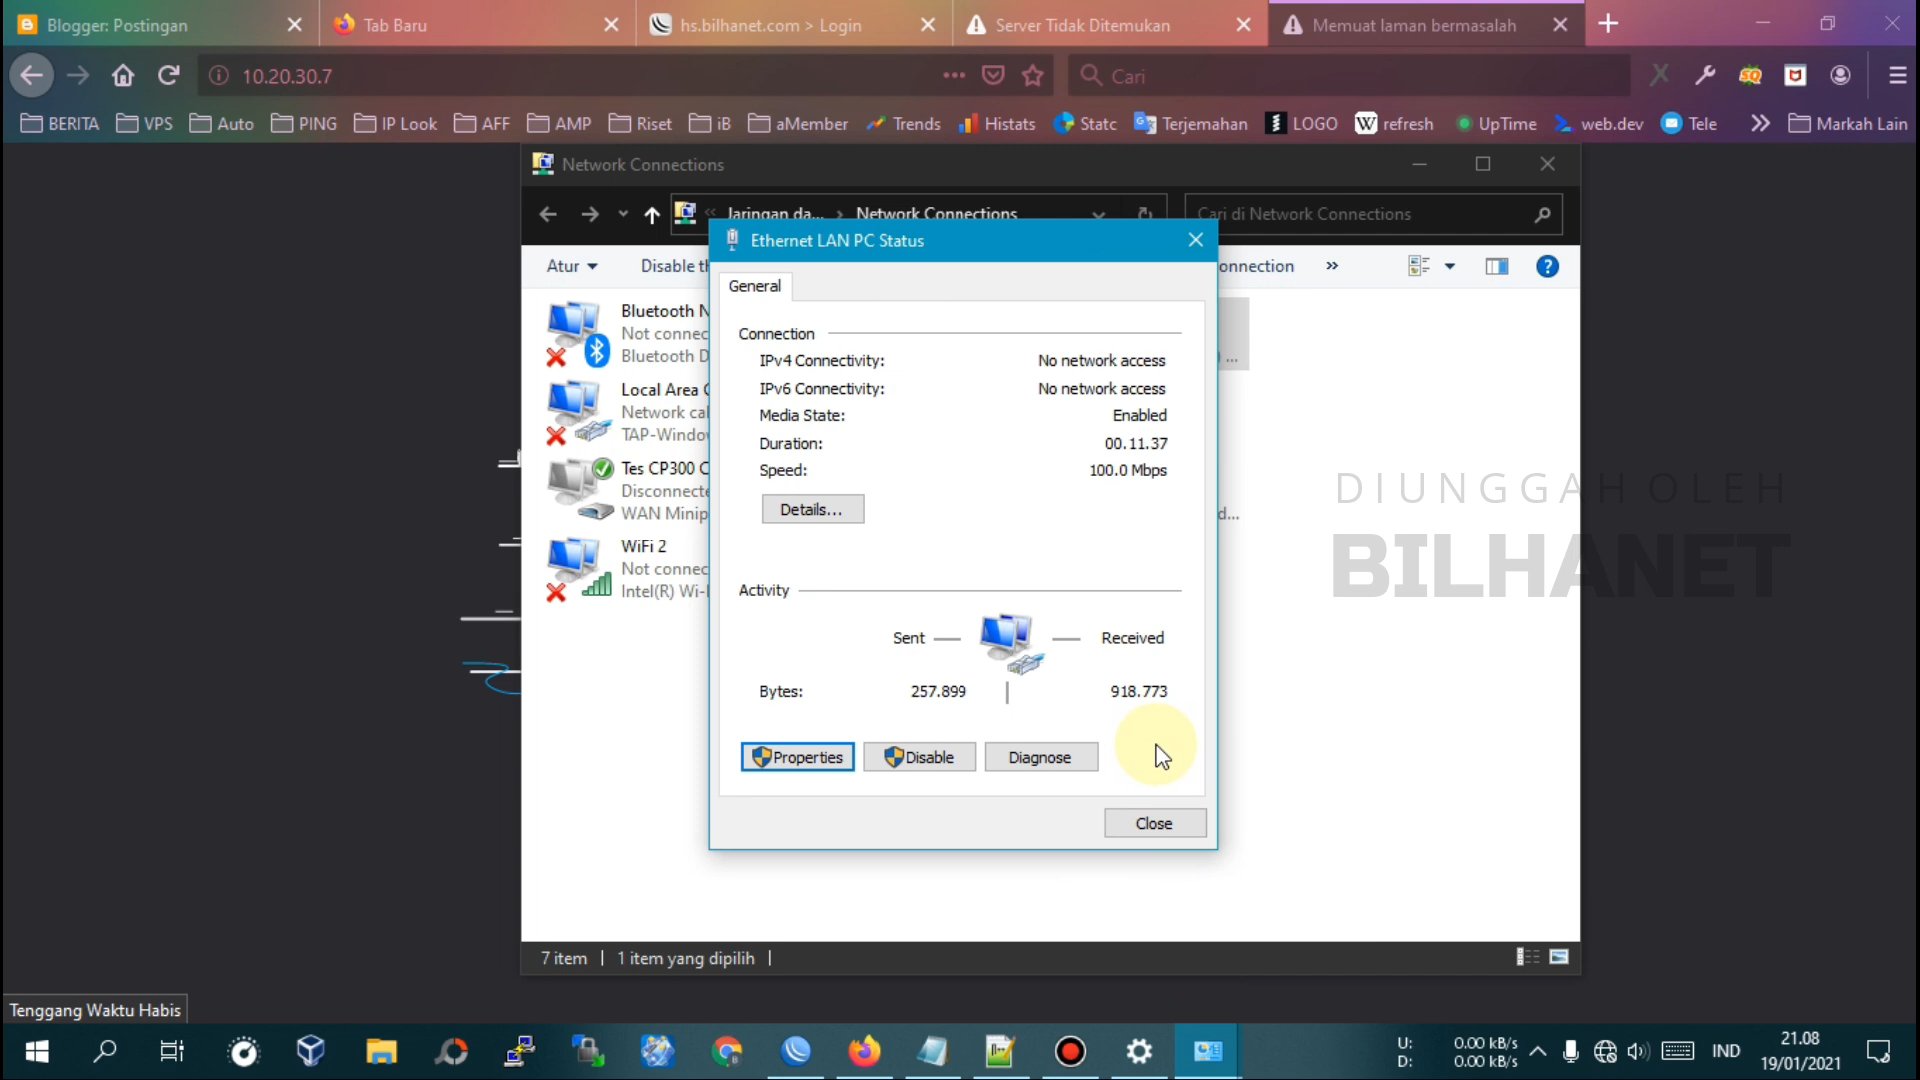 Blogger: Postingan
Tab Baru
hs.bilhanet.com > Login
Server Tidak Ditemukan
Memuat laman bermasalah
10.20.30.7
Cari
BERITA
VPS
Auto
PING
IP Look
AFF
AMP
Riset
iB
aMember
Trends
Histats
Statc
Terjemahan
LOGO
refresh
UpTime
web.dev
Tele
Markah Lain
Network Connections
Jaringan da... > Network Connections
Cari di Network Connections
Ethernet LAN PC Status
Atur
Disable th
onnection
General
Bluetooth N
Not connec
Bluetooth D
Connection
IPv4 Connectivity: No network access
IPv6 Connectivity: No network access
Media State: Enabled
Duration: 00.11.37
Speed: 100.0 Mbps
Details...
Local Area C
Network cal
TAP-Window
Tes CP300 C
Disconnecte
WAN Minip
d...
WiFi 2
Not connec
Intel(R) Wi-
DIUNGGAH OLEH
BILHANET
Activity
Sent
Received
Bytes: 257.899 918.773
Properties
Disable
Diagnose
Close
7 item
1 item yang dipilih
Tenggang Waktu Habis
U: 0.00 kB/s
D: 0.00 kB/s
IND
21.08
19/01/2021